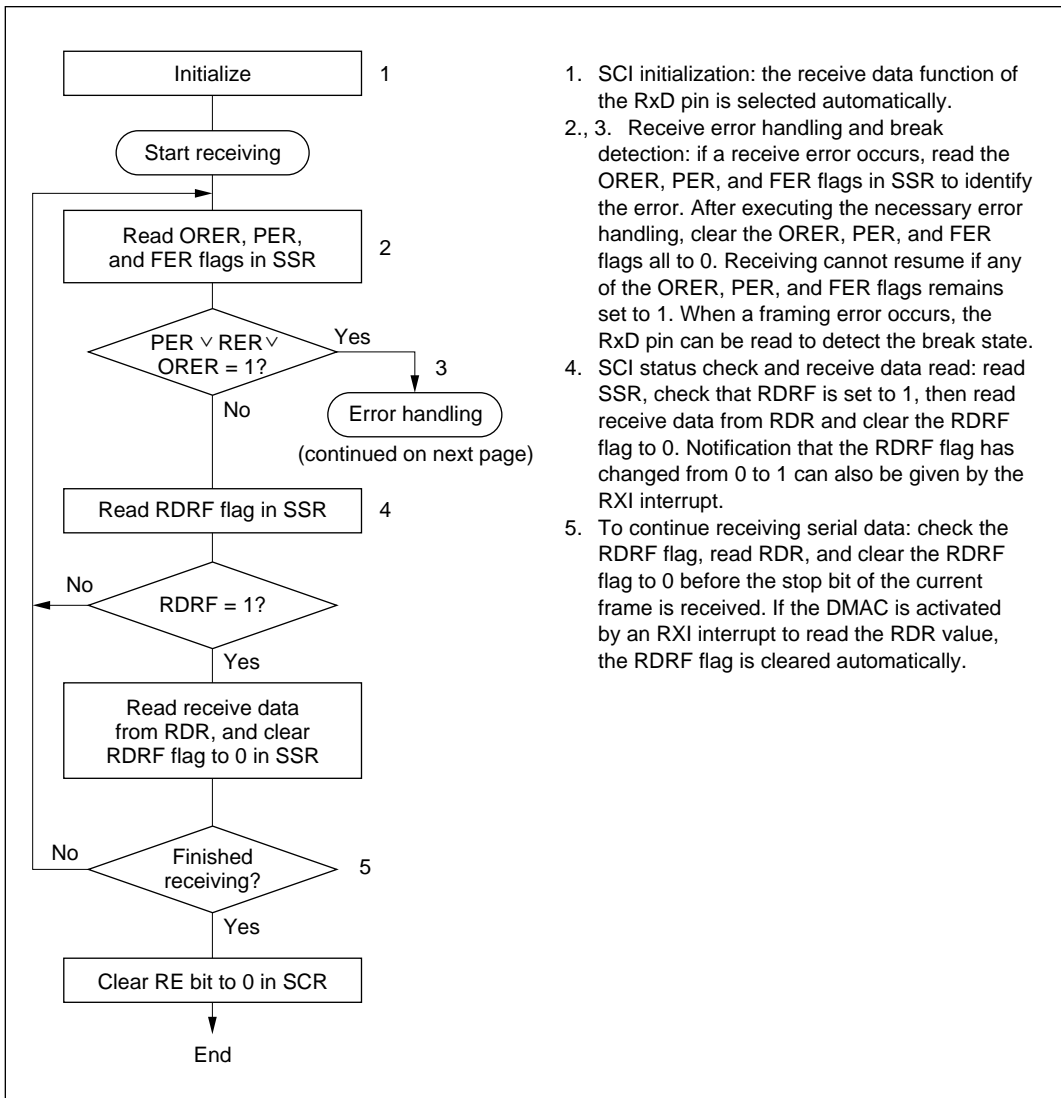 Initialize
1
Start receiving
Read ORER, PER,
and FER flags in SSR
2
PER ∨ RER ∨
ORER = 1?
Yes
3
No
Error handling
(continued on next page)
Read RDRF flag in SSR
4
No
RDRF = 1?
Yes
Read receive data
from RDR, and clear
RDRF flag to 0 in SSR
No
Finished
receiving?
5
Yes
Clear RE bit to 0 in SCR
End
1. SCI initialization: the receive data function of
the RxD pin is selected automatically.
2., 3. Receive error handling and break
detection: if a receive error occurs, read the
ORER, PER, and FER flags in SSR to identify
the error. After executing the necessary error
handling, clear the ORER, PER, and FER
flags all to 0. Receiving cannot resume if any
of the ORER, PER, and FER flags remains
set to 1. When a framing error occurs, the
RxD pin can be read to detect the break state.
4. SCI status check and receive data read: read
SSR, check that RDRF is set to 1, then read
receive data from RDR and clear the RDRF
flag to 0. Notification that the RDRF flag has
changed from 0 to 1 can also be given by the
RXI interrupt.
5. To continue receiving serial data: check the
RDRF flag, read RDR, and clear the RDRF
flag to 0 before the stop bit of the current
frame is received. If the DMAC is activated
by an RXI interrupt to read the RDR value,
the RDRF flag is cleared automatically.